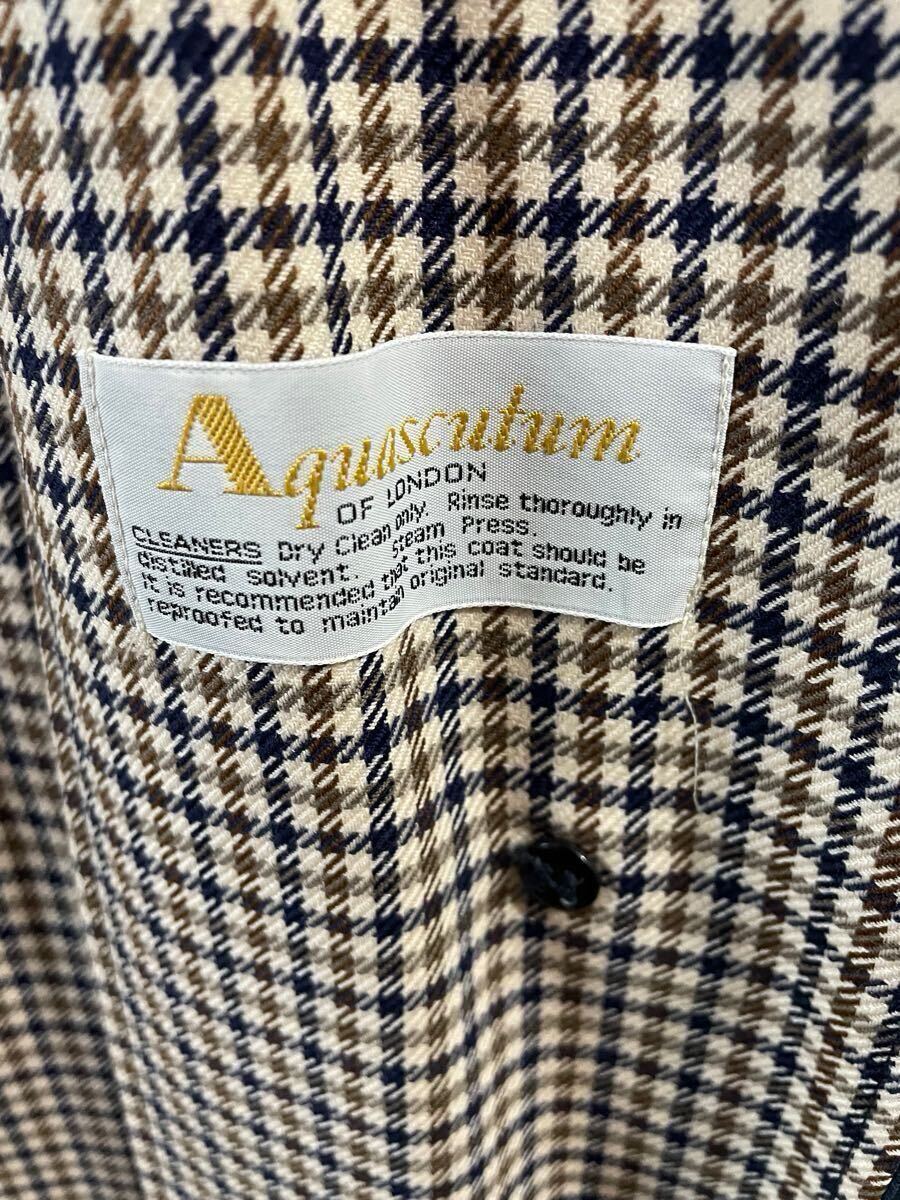 Aquascutum
OF LONDON
CLEANERS Dry Clean only. Rinse thoroughly in
distilled solvent. Steam Press.
It is recommended that this coat should be
reproofed to maintain original standard.